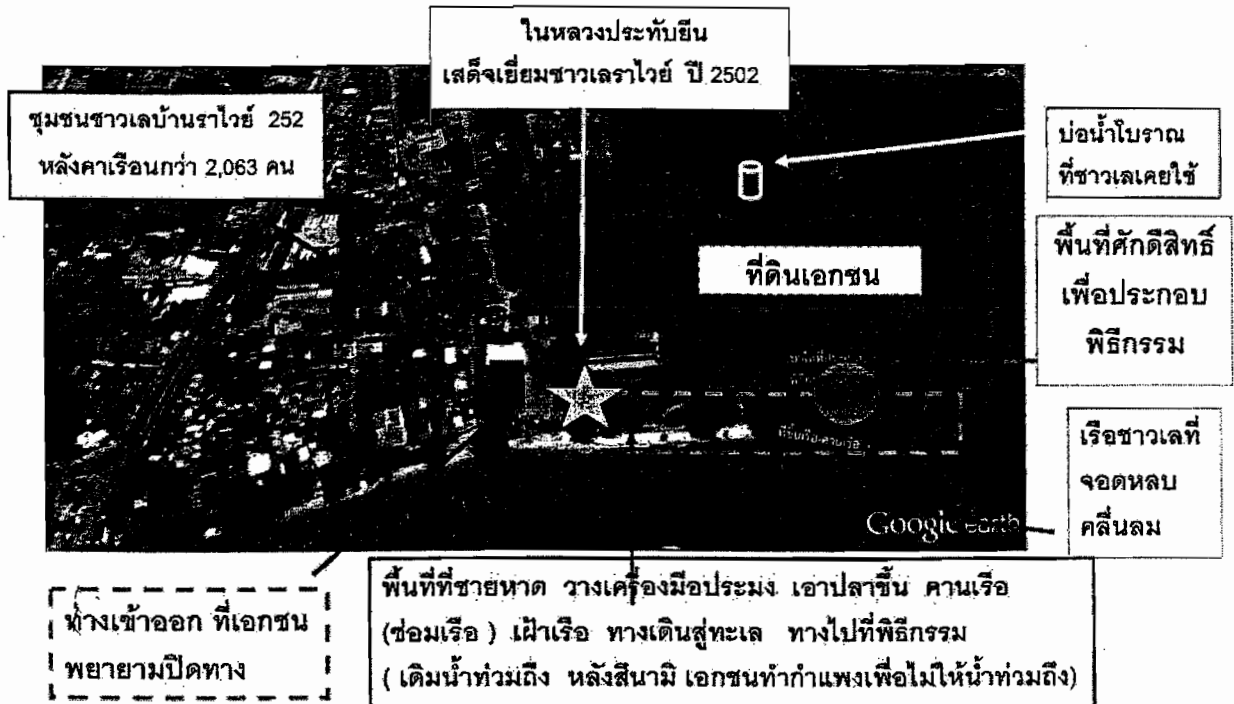 ในหลวงประทับยืน
เสด็จเยี่ยมชาวเลราไวย์ ปี 2502
ชุมชนชาวเลบ้านราไวย์ 252
หลังคาเรือนกว่า 2,063 คน
บ่อน้ำโบราณ
ที่ชาวเลเคยใช้
ที่ดินเอกชน
พื้นที่ศักดิ์สิทธิ์
เพื่อประกอบ
พิธีกรรม
เรือชาวเลที่
จอดหลบ
คลื่นลม
Google earth
ทางเข้าออก ที่เอกชน
พยายามปิดทาง
พื้นที่ที่ชายหาด วางเครื่องมือประมง เอาปลาขึ้น คานเรือ
(ซ่อมเรือ ) เฝ้าเรือ ทางเดินสู่ทะเล ทางไปที่พิธีกรรม
( เดิมน้ำท่วมถึง หลังสึนามิ เอกชนทำกำแพงเพื่อไม่ให้น้ำท่วมถึง)